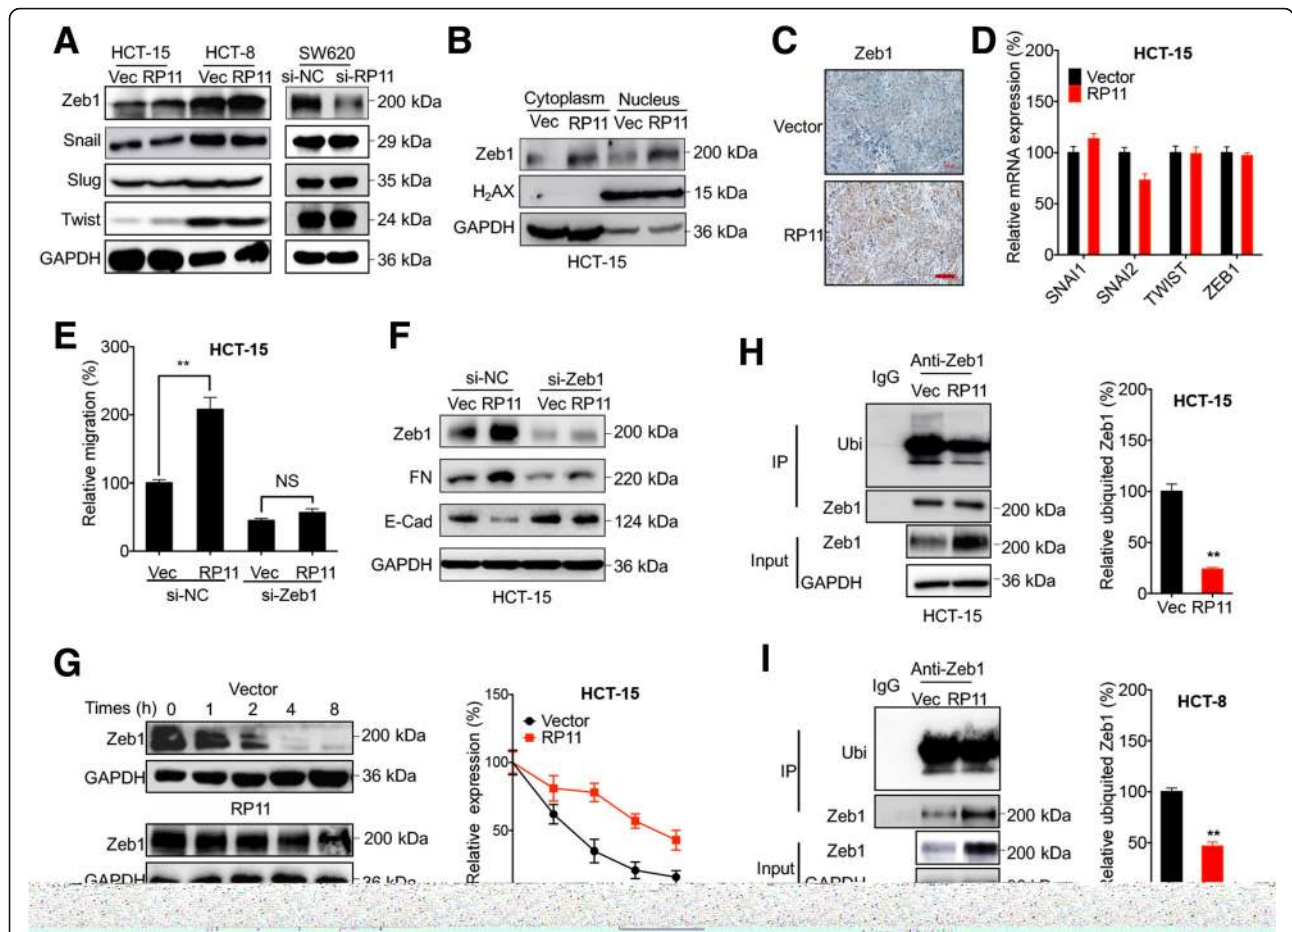 A
HCT-15 HCT-8 SW620
Vec RP11 Vec RP11 si-NC si-RP11
Zeb1 200 kDa
Snail 29 kDa
Slug 35 kDa
Twist 24 kDa
GAPDH 36 kDa
B
Cytoplasm Nucleus
Vec RP11 Vec RP11
Zeb1 200 kDa
H2AX 15 kDa
GAPDH 36 kDa
HCT-15
C
Zeb1
Vector
RP11
D
HCT-15
Relative mRNA expression (%)
200
150
100
50
0
Vector
RP11
SNAI1 SNAI2 TWIST ZEB1
E
HCT-15
Relative migration (%)
300
200
100
0
**
NS
Vec RP11 Vec RP11
si-NC si-Zeb1
F
si-NC si-Zeb1
Vec RP11 Vec RP11
Zeb1 200 kDa
FN 220 kDa
E-Cad 124 kDa
GAPDH 36 kDa
HCT-15
H
Anti-Zeb1
IgG Vec RP11
IP
Ubi
Zeb1 200 kDa
Input
Zeb1 200 kDa
GAPDH 36 kDa
HCT-15
HCT-15
Relative ubiquited Zeb1 (%)
200
150
100
50
0
**
Vec RP11
G
Vector
Times (h) 0 1 2 4 8
Zeb1 200 kDa
GAPDH 36 kDa
RP11
Zeb1 200 kDa
GAPDH 36 kDa
HCT-15
Relative expression (%)
150
100
50
Vector
RP11
I
Anti-Zeb1
IgG Vec RP11
IP
Ubi
Zeb1 200 kDa
Input
Zeb1 200 kDa
GAPDH
HCT-8
Relative ubiquited Zeb1 (%)
200
150
100
50
**